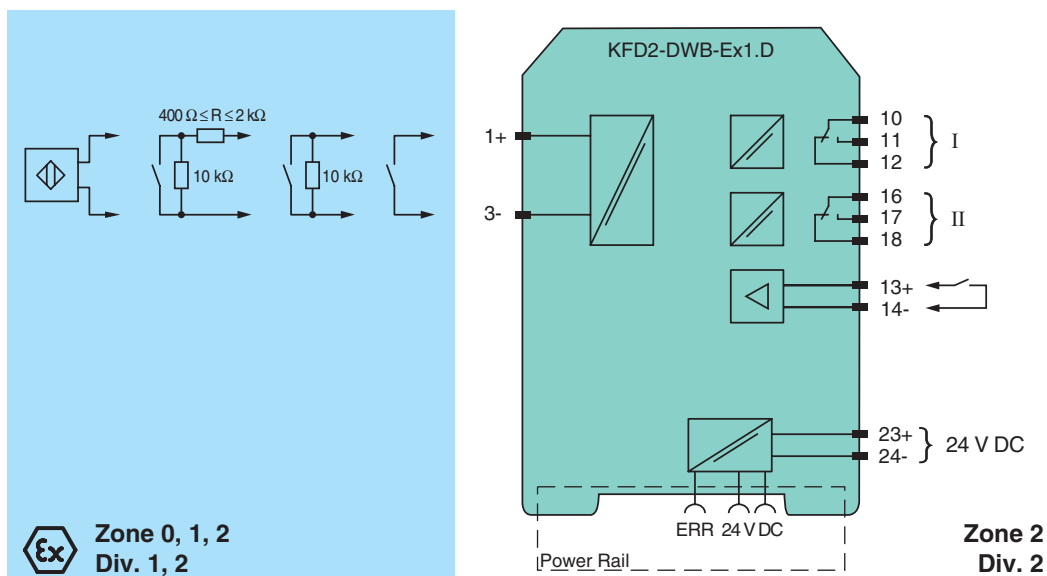 KFD2-DWB-Ex1.D
400 Ω ≤ R ≤ 2 kΩ
10 kΩ
10 kΩ
1+
3-
10
11
12
I
16
17
18
II
13+
14-
23+
24-
24 V DC
ERR 24 V DC
Power Rail
Ex
Zone 0, 1, 2
Div. 1, 2
Zone 2
Div. 2